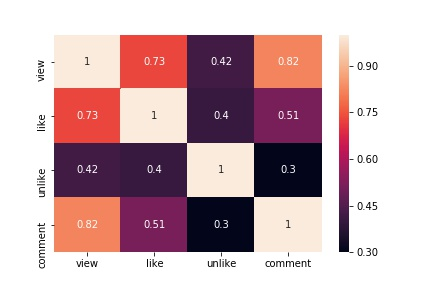 view 1 0.73 0.42 0.82
like 0.73 1 0.4 0.51
unlike 0.42 0.4 1 0.3
comment 0.82 0.51 0.3 1
view like unlike comment
0.90
0.75
0.60
0.45
0.30